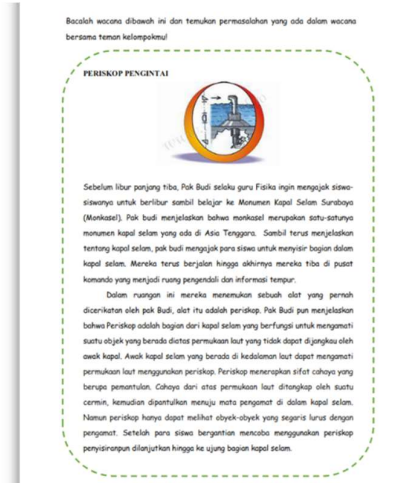 Bacalah wacana dibawah ini dan temukan permasalahan yang ada dalam wacana
bersama teman kelompokmu!
PERISKOP PENGINTAI
Sebelum libur panjang tiba, Pak Budi selaku guru Fisika ingin mengajak siswa-
siswanya untuk berlibur sambil belajar ke Monumen Kapal Selam Surabaya
(Monkasel). Pak budi menjelaskan bahwa monkasel merupakan satu-satunya
monumen kapal selam yang ada di Asia Tenggara. Sambil terus menjelaskan
tentang kapal selam, pak budi mengajak para siswa untuk menyisir bagian dalam
kapal selam. Mereka terus berjalan hingga akhirnya mereka tiba di pusat
komando yang menjadi ruang pengendali dan informasi tempur.
Dalam ruangan ini mereka menemukan sebuah alat yang pernah
dicerikatan oleh pak Budi, alat itu adalah periskop. Pak Budi pun menjelaskan
bahwa Periskop adalah bagian dari kapal selam yang berfungsi untuk mengamati
suatu objek yang berada diatas permukaan laut yang tidak dapat dijangkau oleh
awak kapal. Awak kapal selam yang berada di kedalaman laut dapat mengamati
permukaan laut menggunakan periskop. Periskop menerapkan sifat cahaya yang
berupa pemantulan. Cahaya dari atas permukaan laut ditangkap oleh suatu
cermin, kemudian dipantulkan menuju mata pengamat di dalam kapal selam.
Namun periskop hanya dapat melihat obyek-obyek yang segaris lurus dengan
pengamat. Setelah para siswa bergantian mencoba menggunakan periskop
penyisiranpun dilanjutkan hingga ke ujung bagian kapal selam.